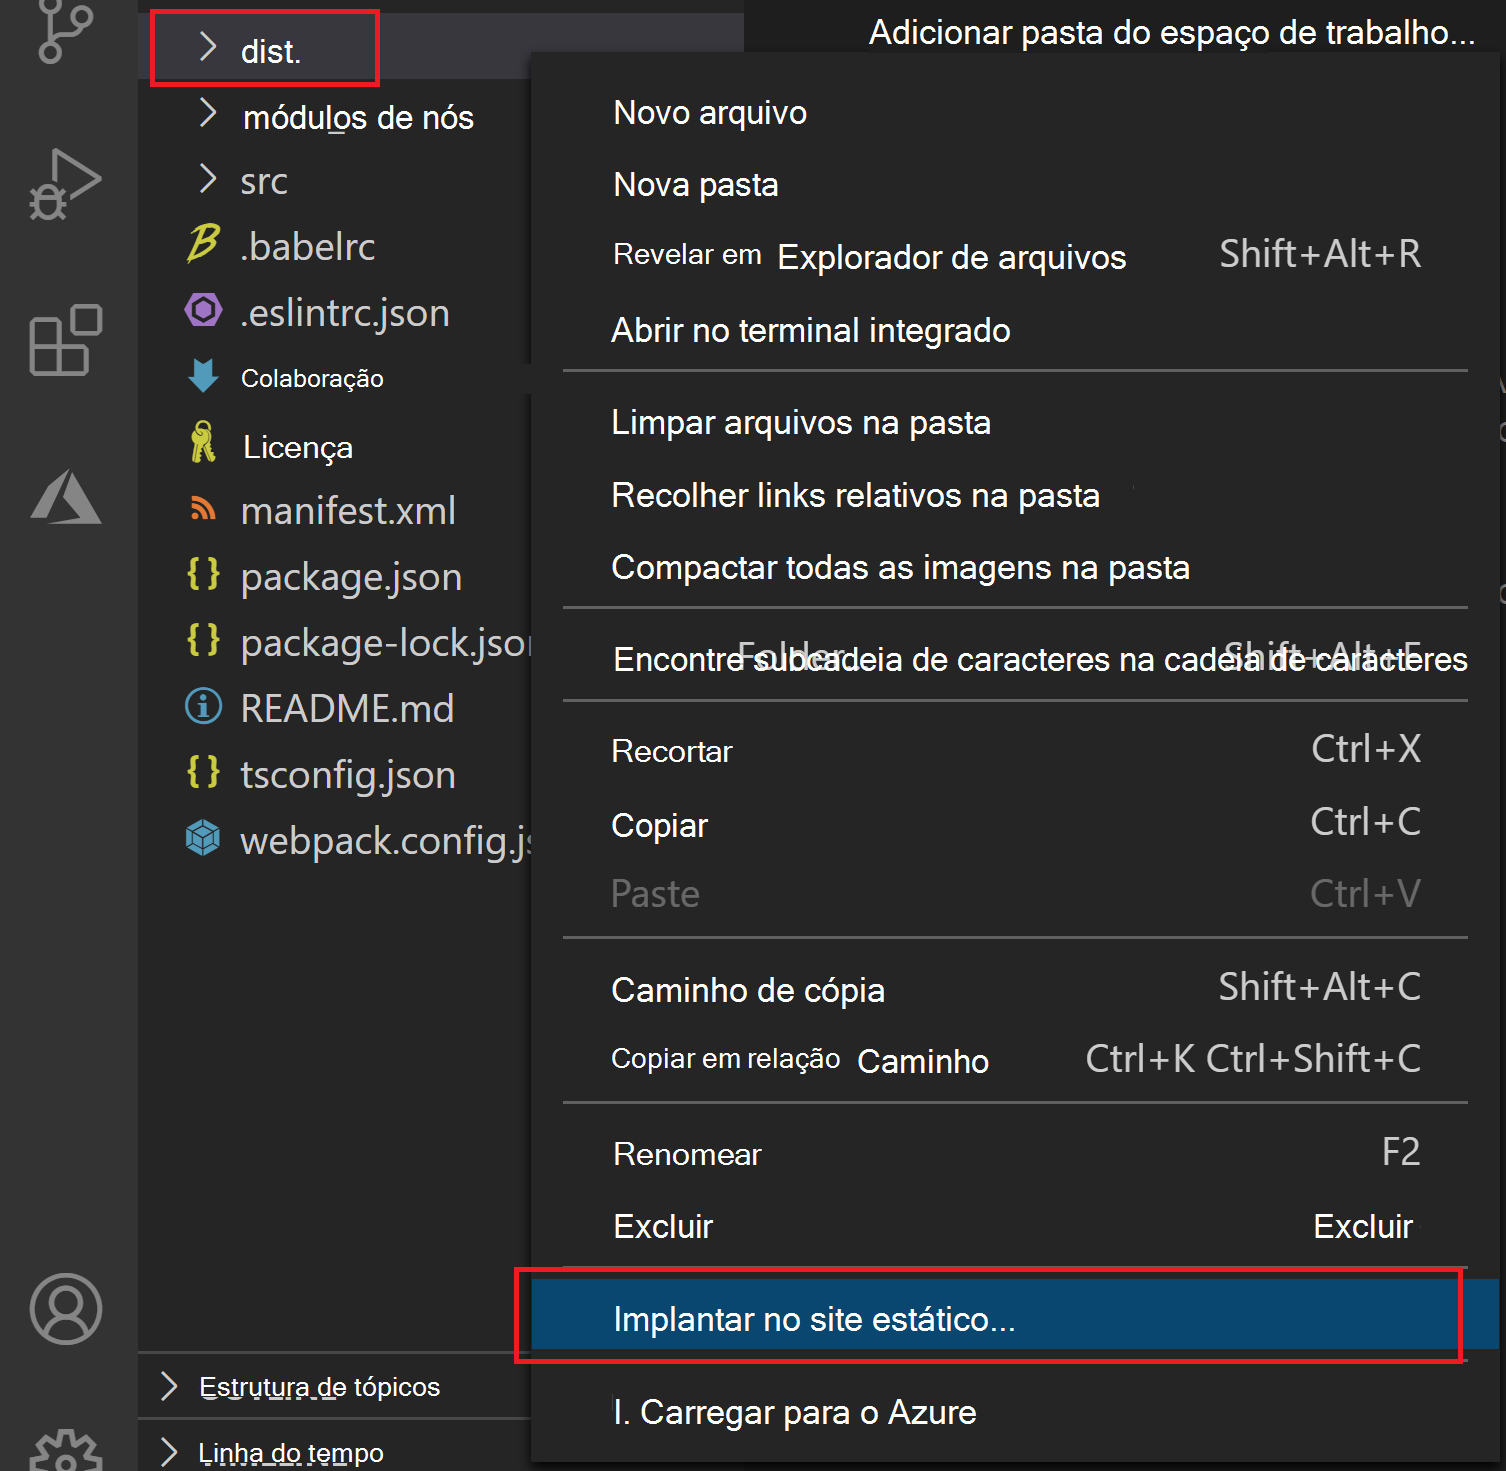 dist.
módulos de nós
src
.babelrc
.eslintrc.json
Colaboração
Licença
manifest.xml
package.json
package-lock.json
README.md
tsconfig.json
webpack.config.js
Estrutura de tópicos
Linha do tempo
Adicionar pasta do espaço de trabalho...
Novo arquivo
Nova pasta
Revelar em Explorador de arquivos Shift+Alt+R
Abrir no terminal integrado
Limpar arquivos na pasta
Recolher links relativos na pasta
Compactar todas as imagens na pasta
Encontre subcadeia de caracteres na cadeia de caracteres
Folder... Shift+Alt+F
Recortar Ctrl+X
Copiar Ctrl+C
Paste Ctrl+V
Caminho de cópia Shift+Alt+C
Copiar em relação Caminho Ctrl+K Ctrl+Shift+C
Renomear F2
Excluir Excluir
Implantar no site estático...
I. Carregar para o Azure